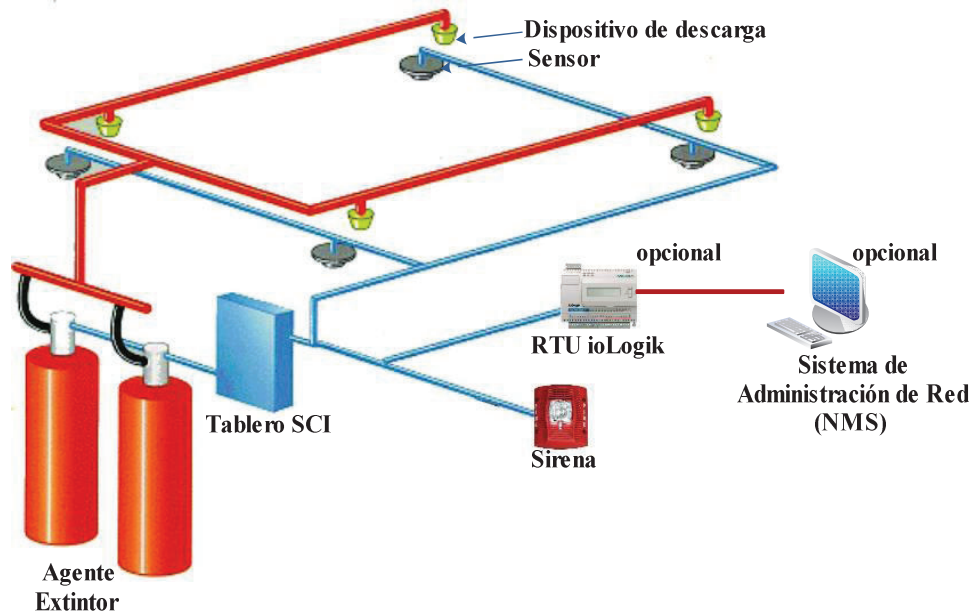 Dispositivo de descarga
Sensor
opcional
opcional
RTU ioLogik
Sistema de
Administración de Red
(NMS)
Tablero SCI
Sirena
Agente
Extintor